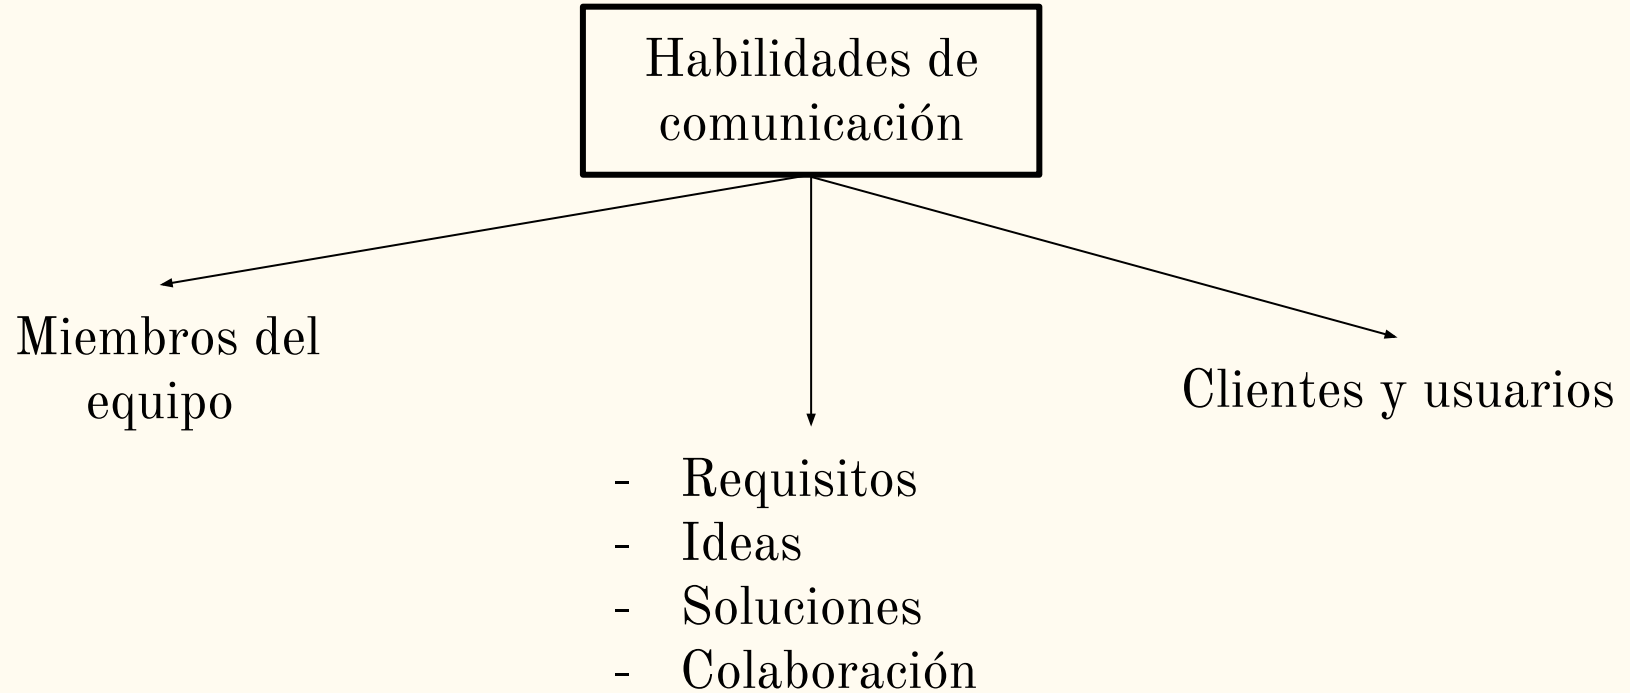 Habilidades de
comunicación
Miembros del
equipo
Clientes y usuarios
- Requisitos
- Ideas
- Soluciones
- Colaboración